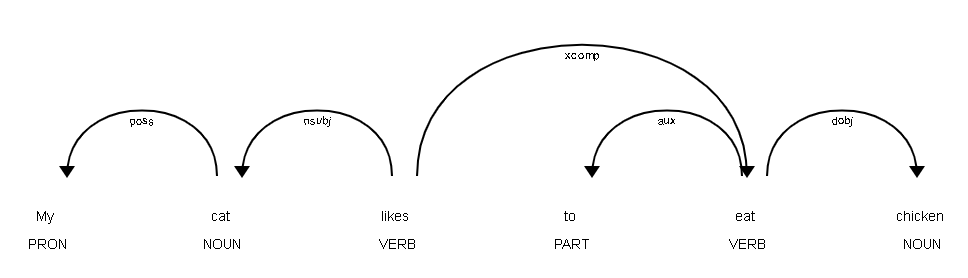 xcomp
poss nsubj aux dobj
My cat likes to eat chicken
PRON NOUN VERB PART VERB NOUN